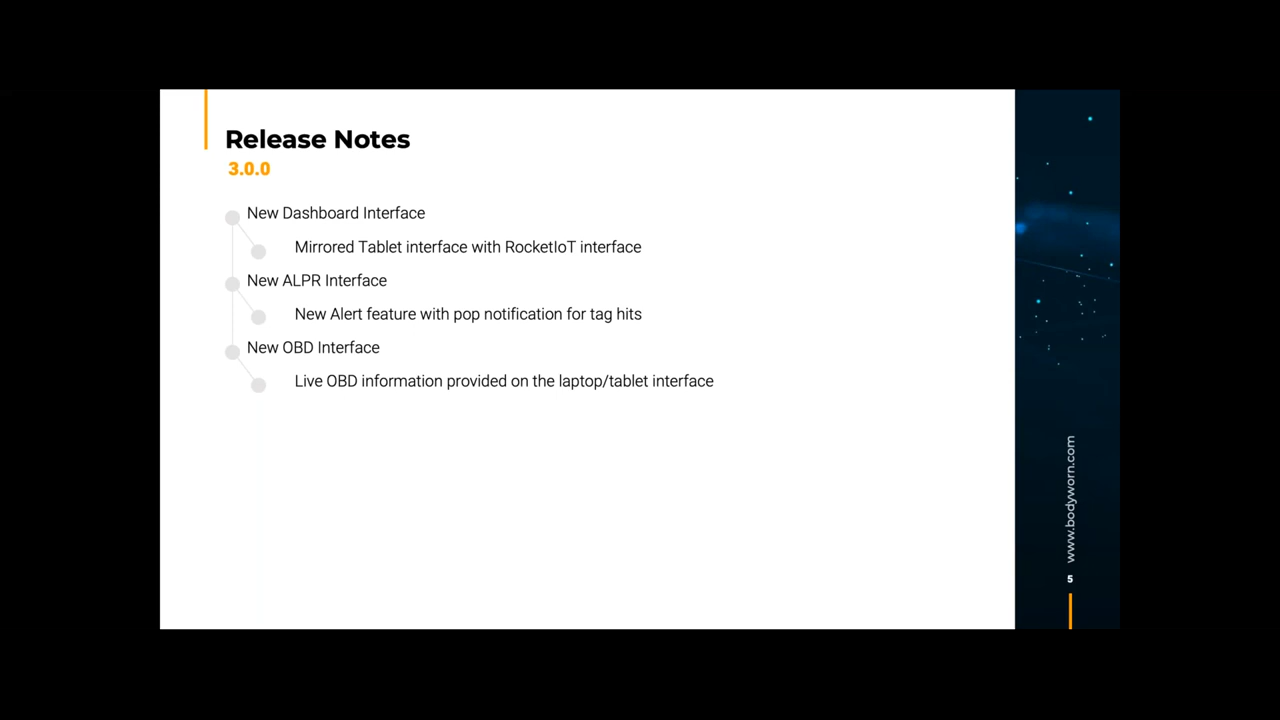 Release Notes
3.0.0
New Dashboard Interface
Mirrored Tablet interface with RocketIoT interface
New ALPR Interface
New Alert feature with pop notification for tag hits
New OBD Interface
Live OBD information provided on the laptop/tablet interface
www.bodyworn.com
5